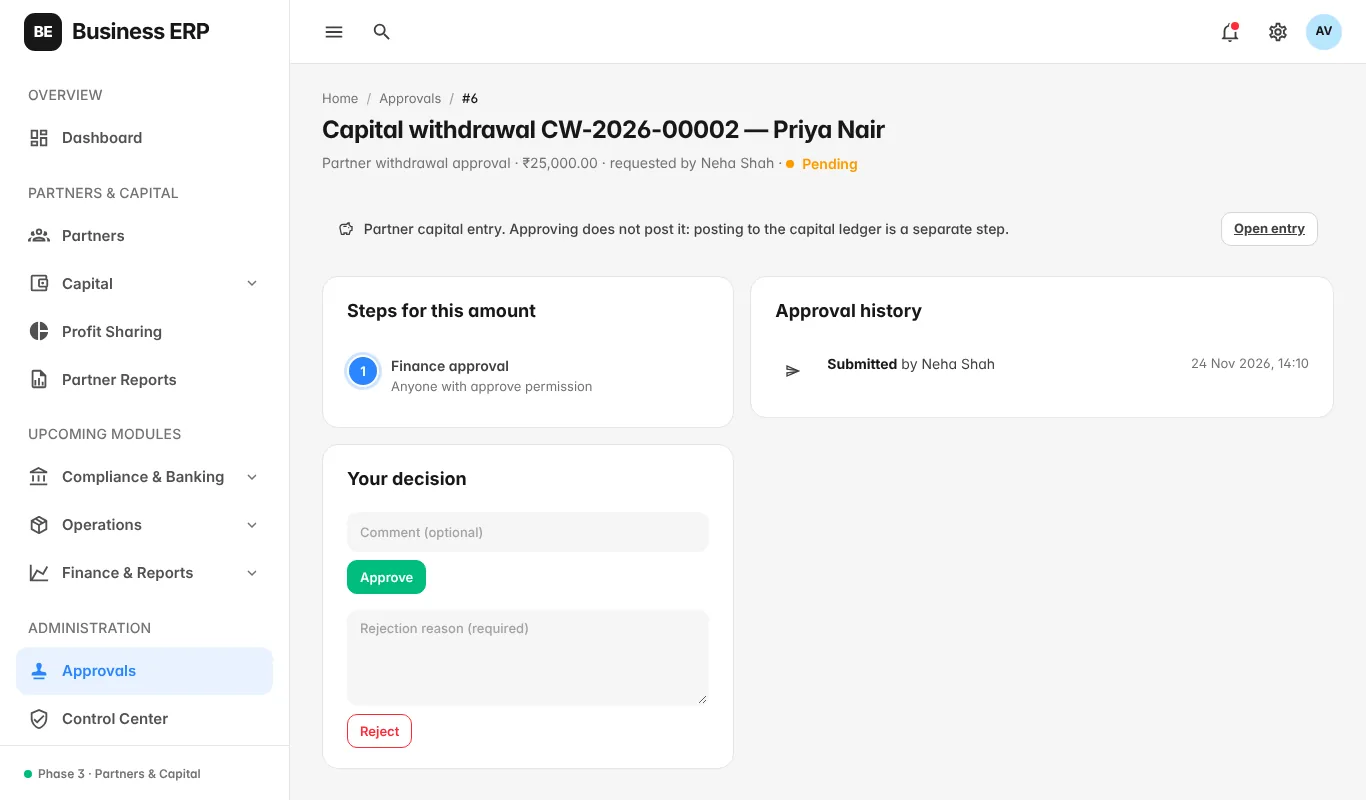 BE Business ERP
OVERVIEW
Dashboard
PARTNERS & CAPITAL
Partners
Capital
Profit Sharing
Partner Reports
UPCOMING MODULES
Compliance & Banking
Operations
Finance & Reports
ADMINISTRATION
Approvals
Control Center
Phase 3 · Partners & Capital
AV
Home / Approvals / #6
Capital withdrawal CW-2026-00002 — Priya Nair
Partner withdrawal approval · ₹25,000.00 · requested by Neha Shah · Pending
Partner capital entry. Approving does not post it: posting to the capital ledger is a separate step.
Open entry
Steps for this amount
1 Finance approval
Anyone with approve permission
Approval history
Submitted by Neha Shah 24 Nov 2026, 14:10
Your decision
Comment (optional)
Approve
Rejection reason (required)
Reject